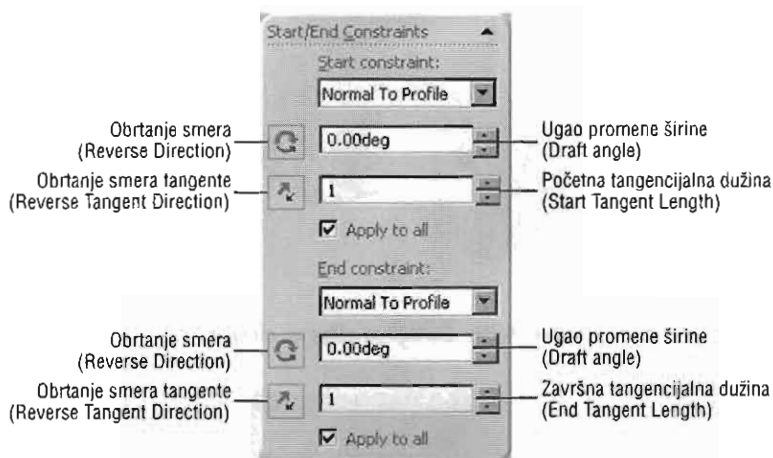 Start/End Constraints
Start constraint:
Normal To Profile
Obrtanje smera
(Reverse Direction)
0.00deg
Ugao promene širine
(Draft angle)
Obrtanje smera tangente
(Reverse Tangent Direction)
1
Početna tangencijalna dužina
(Start Tangent Length)
Apply to all
End constraint:
Normal To Profile
Obrtanje smera
(Reverse Direction)
0.00deg
Ugao promene širine
(Draft angle)
Obrtanje smera tangente
(Reverse Tangent Direction)
1
Završna tangencijalna dužina
(End Tangent Length)
Apply to all